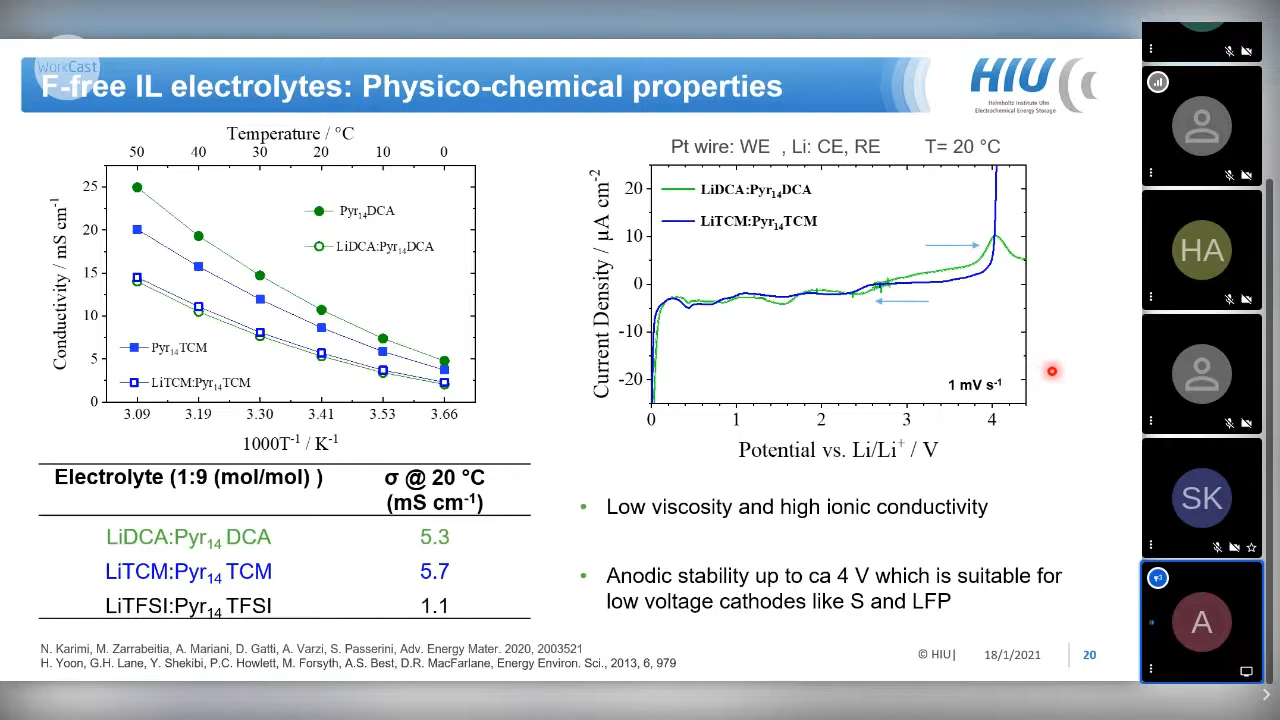 WorkCast
F-free IL electrolytes: Physico-chemical properties
HIU
Helmholtz Institute Ulm
Electrochemical Energy Storage
Temperature / °C
50 40 30 20 10 0
Conductivity / mS cm-1
25
20
15
10
5
0
Pyr14DCA
LiDCA:Pyr14DCA
Pyr14TCM
LiTCM:Pyr14TCM
3.09 3.19 3.30 3.41 3.53 3.66
1000T-1 / K-1
Pt wire: WE , Li: CE, RE T= 20 °C
Current Density / μA cm-2
20
10
0
-10
-20
LiDCA:Pyr14DCA
LiTCM:Pyr14TCM
1 mV s-1
0 1 2 3 4
Potential vs. Li/Li+ / V
Electrolyte (1:9 (mol/mol) ) σ @ 20 °C
(mS cm-1)
LiDCA:Pyr14 DCA 5.3
LiTCM:Pyr14 TCM 5.7
LiTFSI:Pyr14 TFSI 1.1
• Low viscosity and high ionic conductivity
• Anodic stability up to ca 4 V which is suitable for
low voltage cathodes like S and LFP
N. Karimi, M. Zarrabeitia, A. Mariani, D. Gatti, A. Varzi, S. Passerini, Adv. Energy Mater. 2020, 2003521
H. Yoon, G.H. Lane, Y. Shekibi, P.C. Howlett, M. Forsyth, A.S. Best, D.R. MacFarlane, Energy Environ. Sci., 2013, 6, 979
© HIU| 18/1/2021 20
HA
SK
A